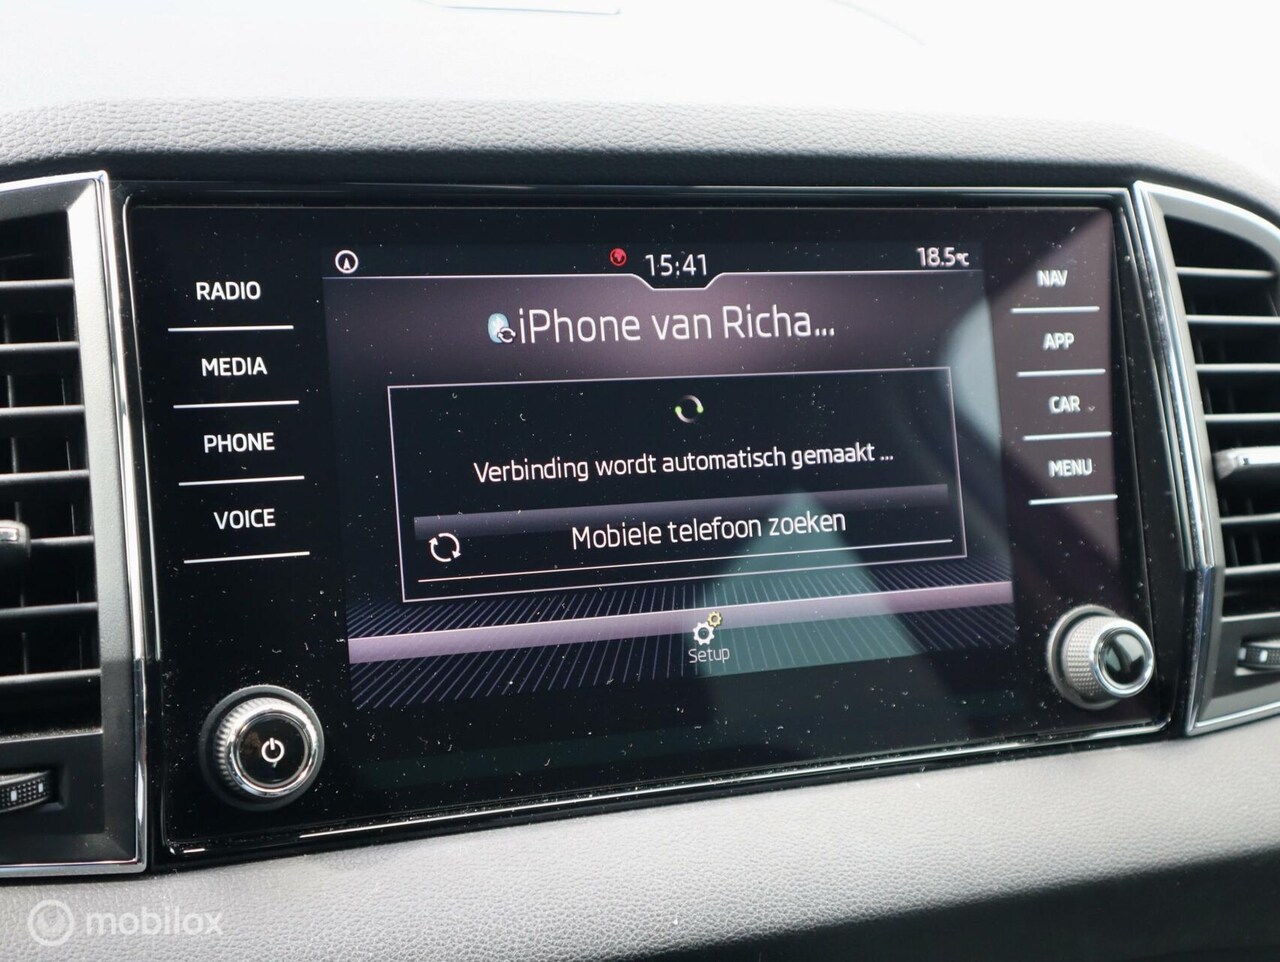 15:41
18.5°C
iPhone van Richa...
RADIO
MEDIA
PHONE
VOICE
Verbinding wordt automatisch gemaakt ...
Mobiele telefoon zoeken
Setup
NAV
APP
CAR
MENU
mobilox